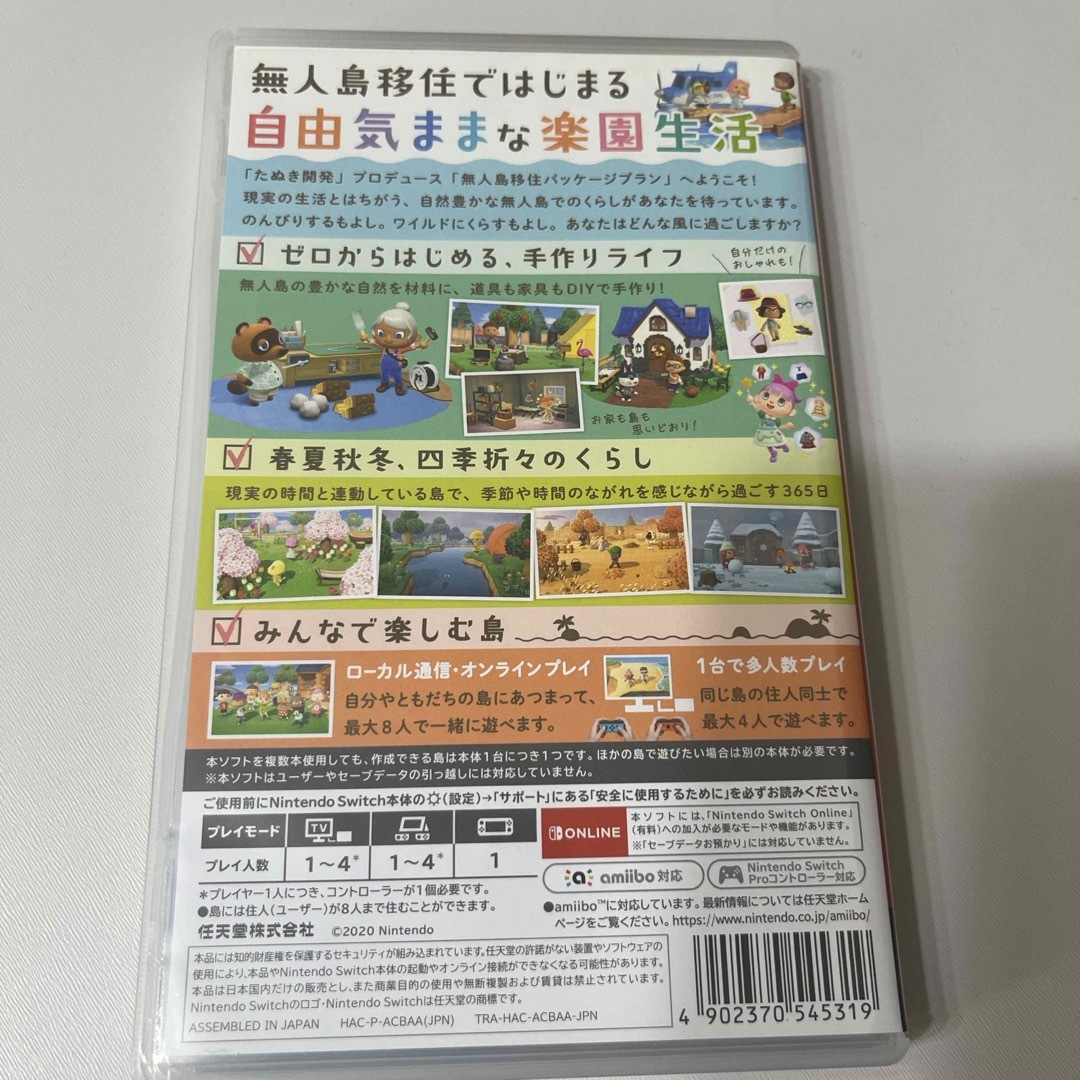 無人島移住ではじまる
自由気ままな楽園生活
「たぬき開発」プロデュース「無人島移住パッケージプラン」へようこそ!
現実の生活とはちがう、自然豊かな無人島でのくらしがあなたを待っています。
のんびりするもよし。ワイルドにくらすもよし。あなたはどんな風に過ごしますか?
ゼロからはじめる、手作りライフ
自分だけの
おしゃれも!
無人島の豊かな自然を材料に、道具も家具もDIYで手作り!
お家も島も
思いどおり!
春夏秋冬、四季折々のくらし
現実の時間と連動している島で、季節や時間のながれを感じながら過ごす365日
みんなで楽しむ島
ローカル通信・オンラインプレイ
自分やともだちの島にあつまって、
最大8人で一緒に遊べます。
1台で多人数プレイ
同じ島の住人同士で
最大4人で遊べます。
本ソフトを複数本使用しても、作成できる島は本体1台につき1つです。ほかの島で遊びたい場合は別の本体が必要です。
※本ソフトはユーザーやセーブデータの引っ越しには対応していません。
ご使用前にNintendo Switch本体の(設定)→「サポート」にある「安全に使用するために」を必ずお読みください。
プレイモード TV
プレイ人数 1~4* 1~4* 1
ONLINE
本ソフトには、「Nintendo Switch Online」
(有料)への加入が必要なモードや機能があります。
※「セーブデータお預かり」には対応していません。
*プレイヤー1人につき、コントローラーが1個必要です。
●島には住人(ユーザー)が8人まで住むことができます。
amiibo 対応
Nintendo Switch
Proコントローラー対応
●amiibo™に対応しています。最新情報については任天堂ホーム
ページをご覧ください。https://www.nintendo.co.jp/amiibo/
任天堂株式会社 ©2020 Nintendo
本品には知的財産権を保護するセキュリティが組み込まれています。任天堂の許諾がない装置やソフトウェアの
使用により、本品やNintendo Switch本体の起動やオンライン接続ができなくなる可能性があります。
本品は日本国内だけの販売とし、また商業目的の使用や無断複製および賃貸は禁止されています。
Nintendo Switchのロゴ・Nintendo Switchは任天堂の商標です。
ASSEMBLED IN JAPAN HAC-P-ACBAA(JPN) TRA-HAC-ACBAA-JPN
4 902370 545319